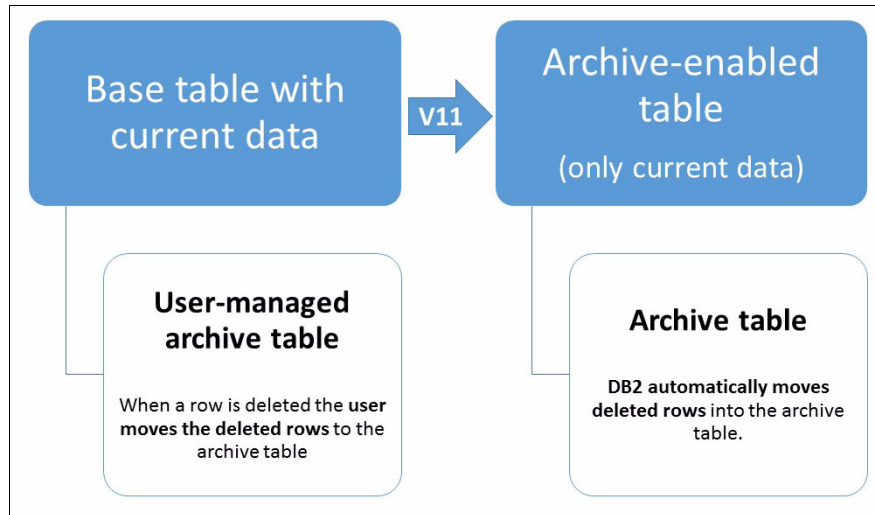 Base table with
current data
V11
Archive-enabled
table
(only current data)
User-managed
archive table
When a row is deleted the user
moves the deleted rows to the
archive table
Archive table
DB2 automatically moves
deleted rows into the archive
table.